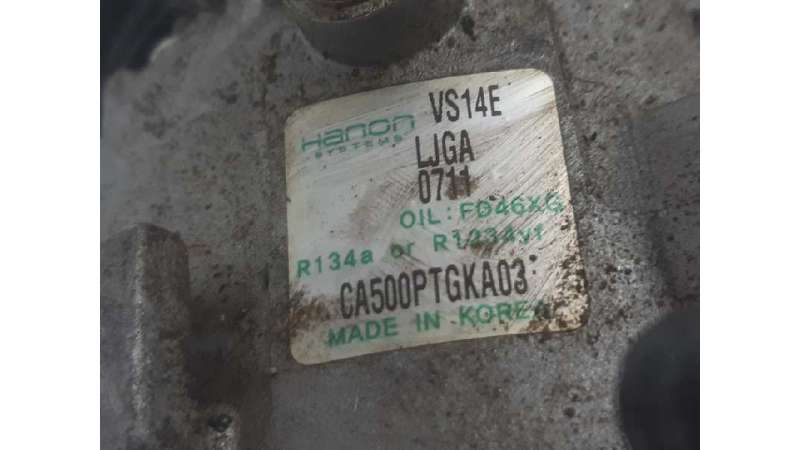 Hanon VS14E
SYSTEMS
LJGA
0711
OIL: FD46XG
R134a or R1234yf
CA500PTGKA03
MADE IN KOREA